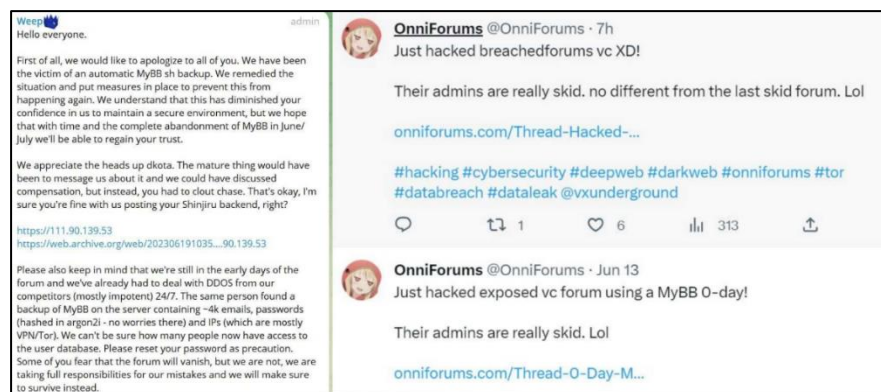 Weep
admin
Hello everyone.
First of all, we would like to apologize to all of you. We have been
the victim of an automatic MyBB sh backup. We remedied the
situation and put measures in place to prevent this from
happening again. We understand that this has diminished your
confidence in us to maintain a secure environment, but we hope
that with time and the complete abandonment of MyBB in June/
July we'll be able to regain your trust.
We appreciate the heads up dkota. The mature thing would have
been to message us about it and we could have discussed
compensation, but instead, you had to clout chase. That's okay, I'm
sure you're fine with us posting your Shinjiru backend, right?
https://111.90.139.53
https://web.archive.org/web/202306191035....90.139.53
Please also keep in mind that we're still in the early days of the
forum and we've already had to deal with DDOS from our
competitors (mostly impotent) 24/7. The same person found a
backup of MyBB on the server containing ~4k emails, passwords
(hashed in argon2i - no worries there) and IPs (which are mostly
VPN/Tor). We can't be sure how many people now have access to
the user database. Please reset your password as precaution.
Some of you fear that the forum will vanish, but we are not, we are
taking full responsibilities for our mistakes and we will make sure
to survive instead.
OnniForums @OnniForums · 7h
Just hacked breachedforums vc XD!
Their admins are really skid. no different from the last skid forum. Lol
onniforums.com/Thread-Hacked-...
#hacking #cybersecurity #deepweb #darkweb #onniforums #tor
#databreach #dataleak @vxunderground
1 6 313
OnniForums @OnniForums · Jun 13
Just hacked exposed vc forum using a MyBB 0-day!
Their admins are really skid. Lol
onniforums.com/Thread-0-Day-M...